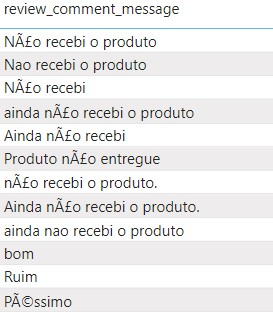 review_comment_message
NÃ£o recebi o produto
Nao recebi o produto
NÃ£o recebi
ainda nÃ£o recebi o produto
Ainda nÃ£o recebi
Produto nÃ£o entregue
nÃ£o recebi o produto.
Ainda nÃ£o recebi o produto.
ainda nao recebi o produto
bom
Ruim
PÃ©ssimo